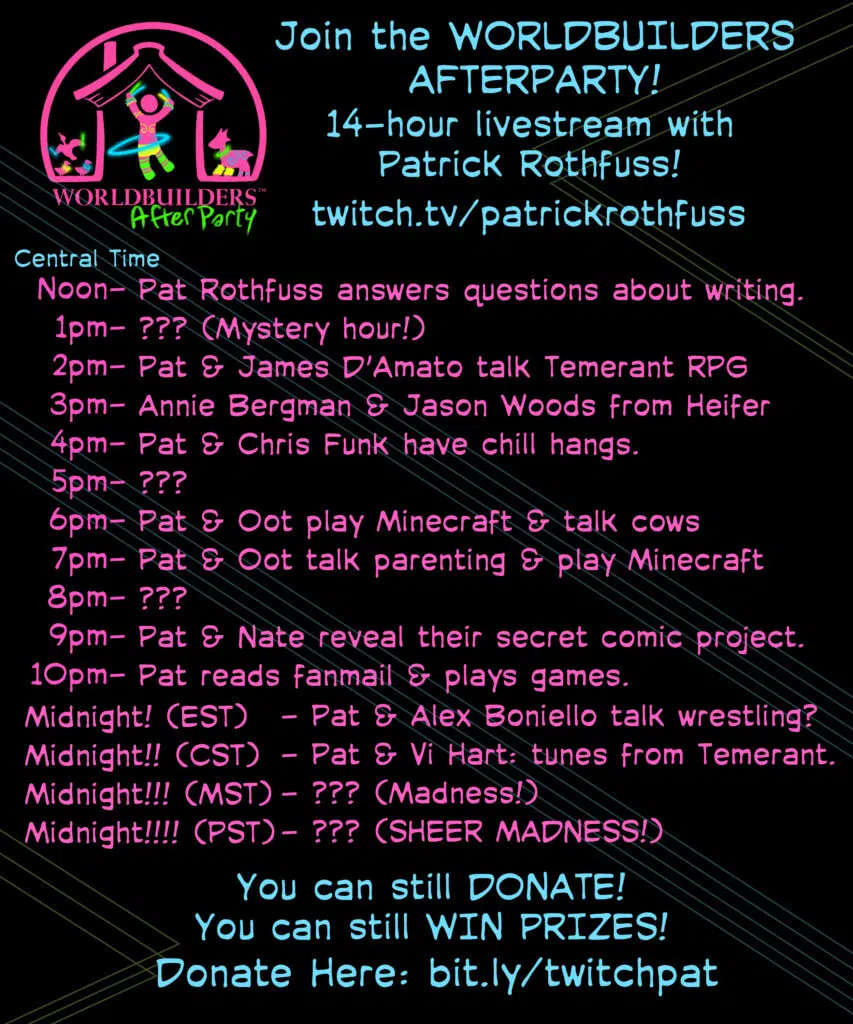 Join the WORLDBUILDERS
AFTERPARTY!
14-hour livestream with
Patrick Rothfuss!
twitch.tv/patrickrothfuss
WORLDBUILDERS™
After Party
Central Time
Noon- Pat Rothfuss answers questions about writing.
1pm- ??? (Mystery hour!)
2pm- Pat & James D'Amato talk Temerant RPG
3pm- Annie Bergman & Jason Woods from Heifer
4pm- Pat & Chris Funk have chill hangs.
5pm- ???
6pm- Pat & Oot play Minecraft & talk cows
7pm- Pat & Oot talk parenting & play Minecraft
8pm- ???
9pm- Pat & Nate reveal their secret comic project.
10pm- Pat reads fanmail & plays games.
Midnight! (EST) - Pat & Alex Boniello talk wrestling?
Midnight!! (CST) - Pat & Vi Hart: tunes from Temerant.
Midnight!!! (MST) - ??? (Madness!)
Midnight!!!! (PST) - ??? (SHEER MADNESS!)
You can still DONATE!
You can still WIN PRIZES!
Donate Here: bit.ly/twitchpat